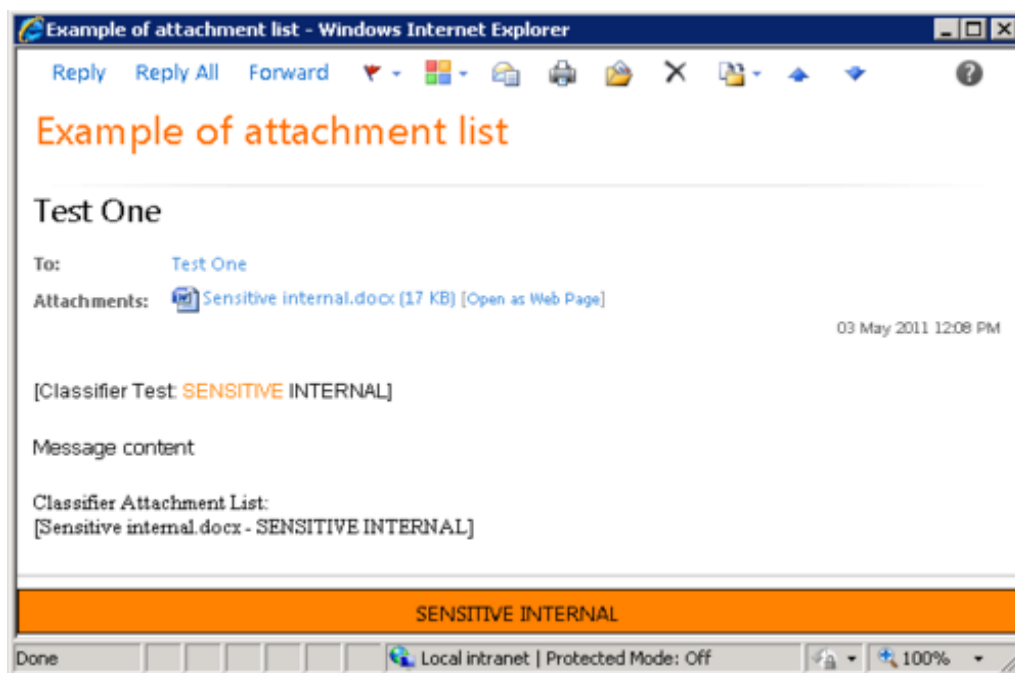 Example of attachment list - Windows Internet Explorer
Reply Reply All Forward
Example of attachment list
Test One
To: Test One
Attachments: Sensitive internal.docx (17 KB) [Open as Web Page]
03 May 2011 12:08 PM
[Classifier Test: SENSITIVE INTERNAL]
Message content
Classifier Attachment List:
[Sensitive internal.docx - SENSITIVE INTERNAL]
SENSITIVE INTERNAL
Done Local intranet | Protected Mode: Off 100%